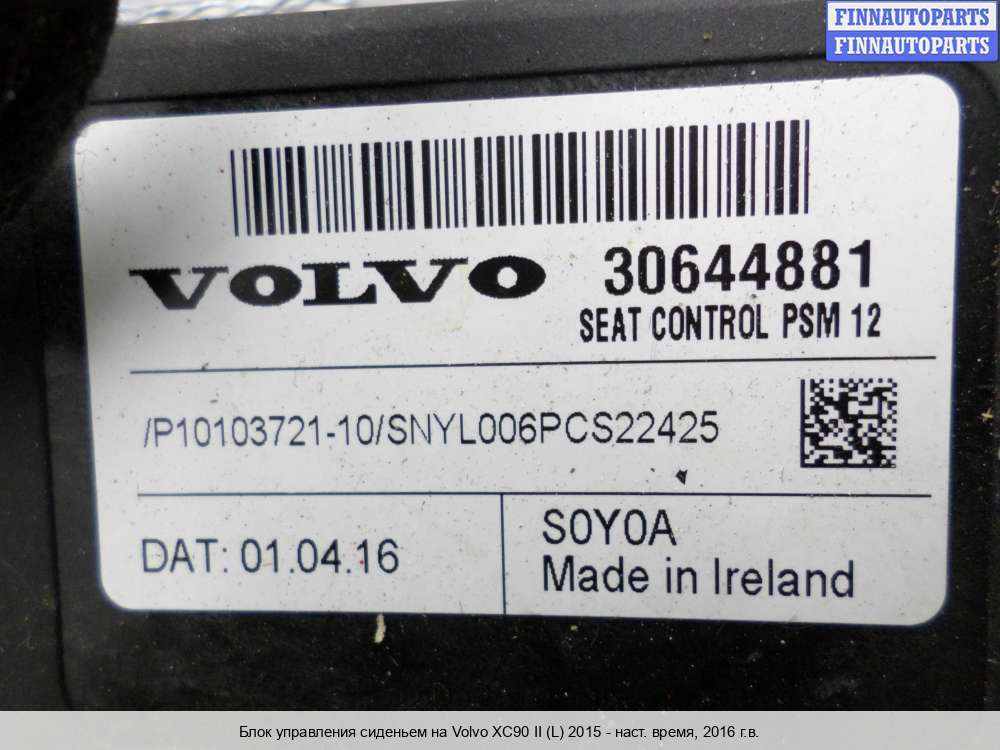 FINNAUTOPARTS
FINNAUTOPARTS
VOLVO
30644881
SEAT CONTROL PSM 12
/P10103721-10/SNYL006PCS22425
DAT: 01.04.16
S0Y0A
Made in Ireland
Блок управления сиденьем на Volvo XC90 II (L) 2015 - наст. время, 2016 г.в.